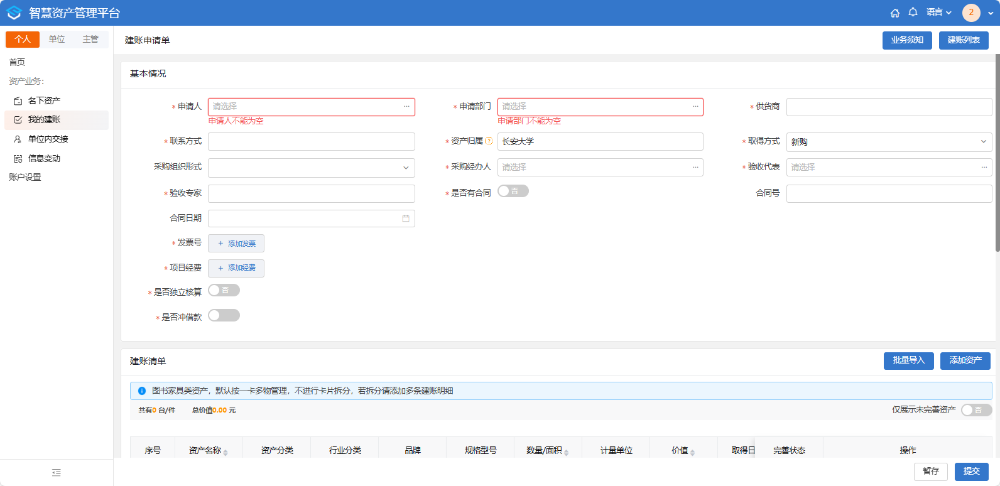 智慧资产管理平台
语言
2
个人 单位 主管
建账申请单
业务须知 建账列表
首页
资产业务:
名下资产
我的建账
单位内交接
信息变动
账户设置
基本情况
* 申请人 请选择 ···
申请人不能为空
* 申请部门 请选择 ···
申请部门不能为空
* 供货商
* 联系方式
* 资产归属 ? 长安大学
* 取得方式 新购
采购组织形式
* 采购经办人 请选择 ···
* 验收代表 请选择 ···
* 验收专家
* 是否有合同 否
合同号
合同日期
* 发票号 + 添加发票
* 项目经费 + 添加经费
* 是否独立核算 否
* 是否冲借款
建账清单
批量导入 添加资产
图书家具类资产，默认按一卡多物管理，不进行卡片拆分，若拆分请添加多条建账明细
共有0 台/件 总价值0.00 元
仅展示未完善资产 否
序号 资产名称 资产分类 行业分类 品牌 规格型号 数量/面积 计量单位 价值 取得日 完善状态 操作
暂存 提交